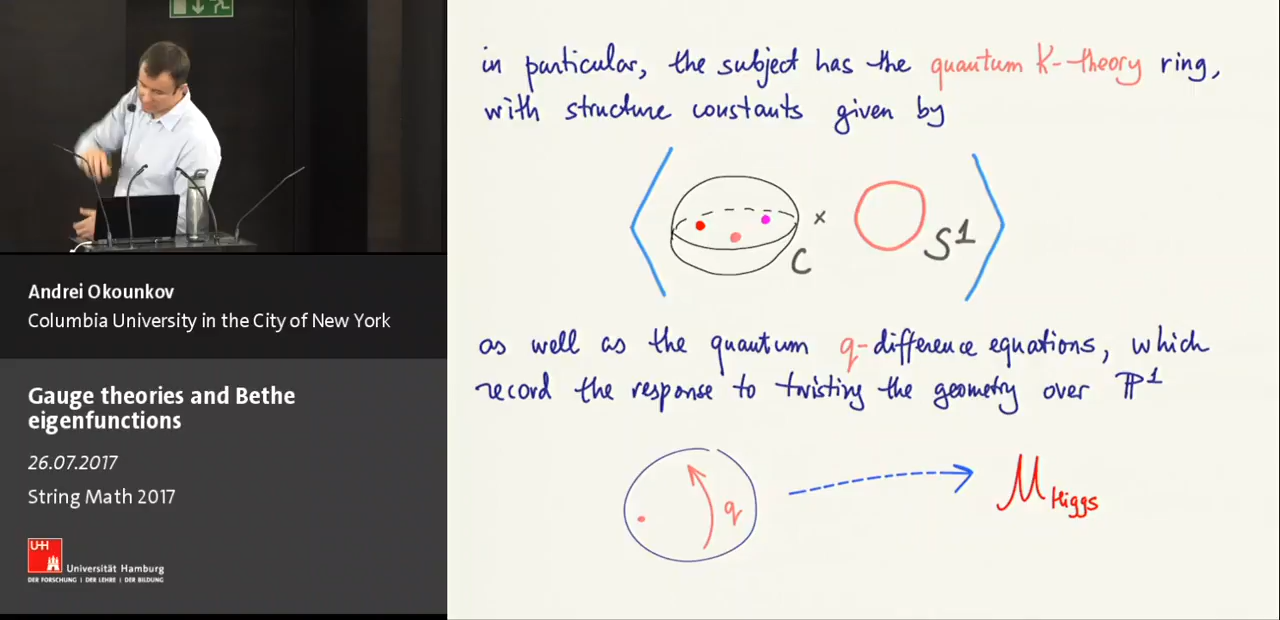 in particular, the subject has the quantum K-theory ring,
with structure constants given by
C × S1
as well as the quantum q-difference equations, which
record the response to twisting the geometry over ℙ1
q
M Higgs
Andrei Okounkov
Columbia University in the City of New York
Gauge theories and Bethe
eigenfunctions
26.07.2017
String Math 2017
UHH
Universität Hamburg
DER FORSCHUNG | DER LEHRE | DER BILDUNG